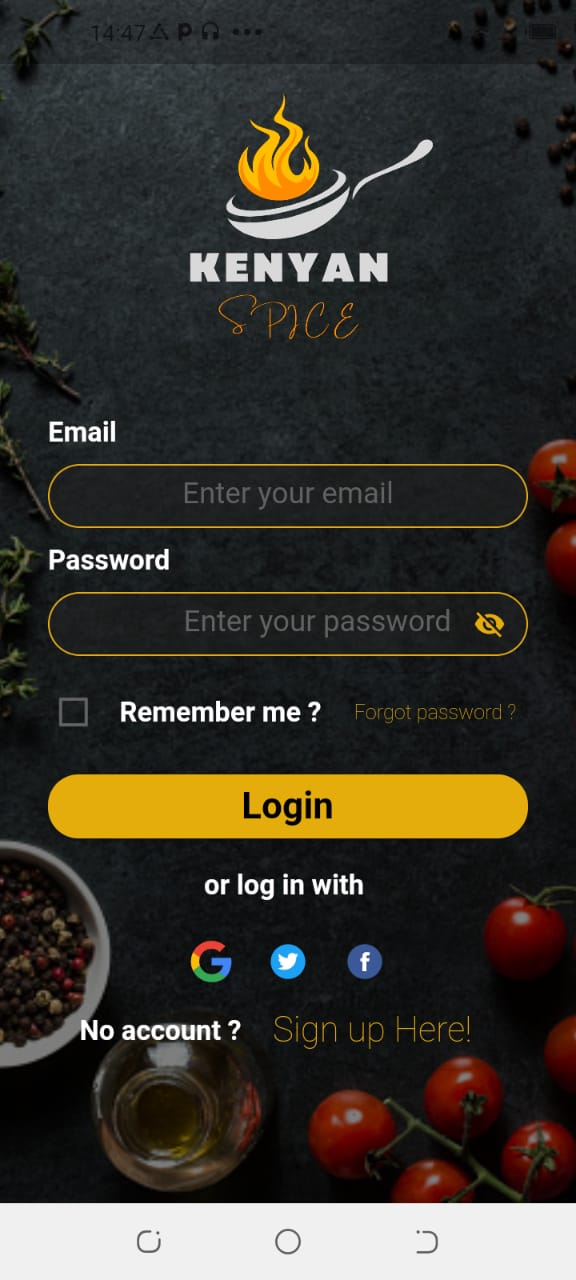 14:47
KENYAN
SPICE
Email
Enter your email
Password
Enter your password
Remember me ? Forgot password ?
Login
or log in with
No account ? Sign up Here!